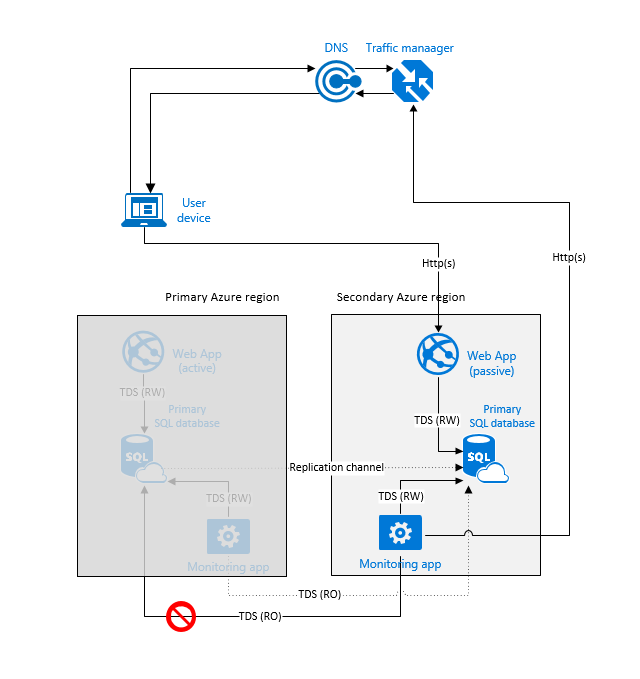 DNS
Traffic manaager
User
device
Http(s)
Http(s)
Primary Azure region
Secondary Azure region
Web App
(active)
Web App
(passive)
TDS (RW)
TDS (RW)
Primary
SQL database
Primary
SQL database
SQL
SQL
Replication channel
TDS (RW)
TDS (RW)
Monitoring app
Monitoring app
TDS (RO)
TDS (RO)